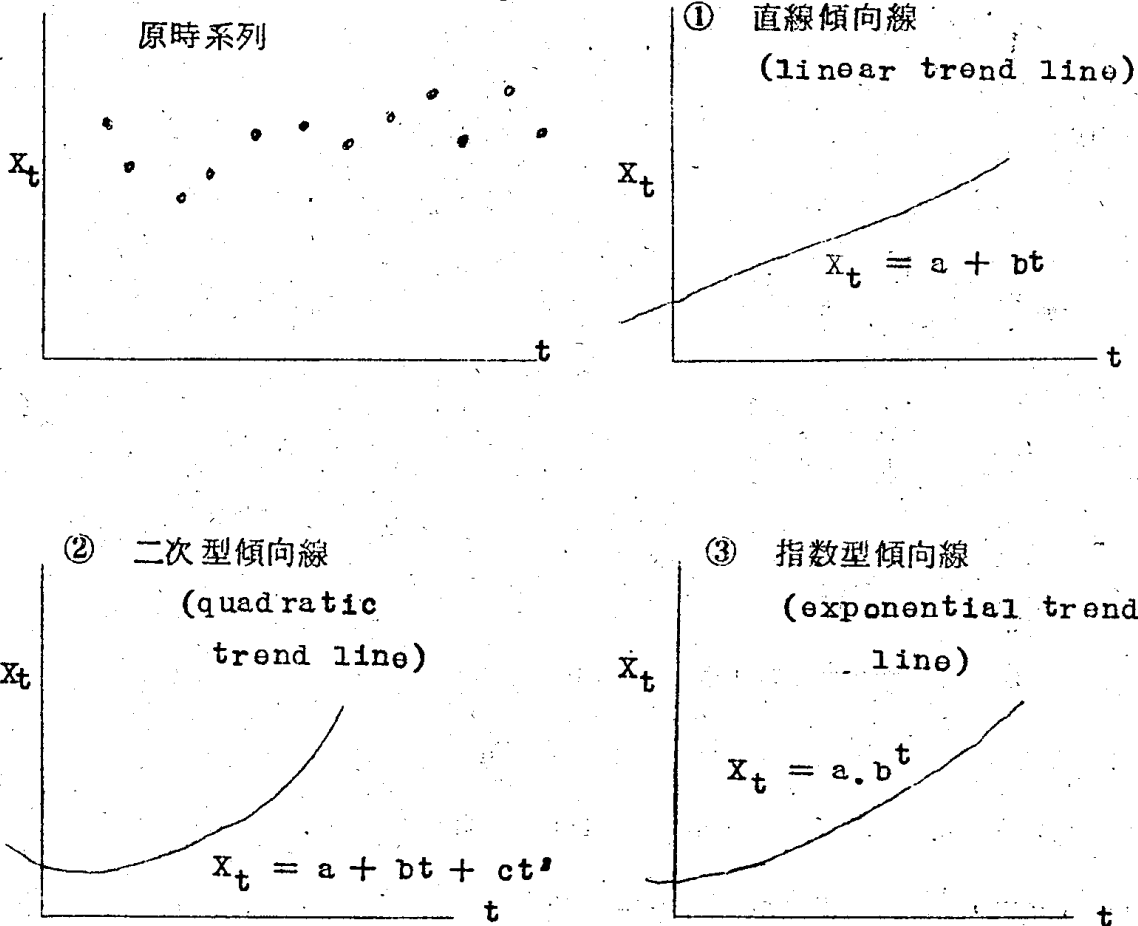 原時系列
X_t
t
① 直線傾向線
(linear trend line)
X_t
X_t = a + bt
t
② 二次型傾向線
(quadratic
trend line)
X_t
X_t = a + bt + ct²
t
③ 指数型傾向線
(exponential trend
line)
X_t
X_t = a.b^t
t